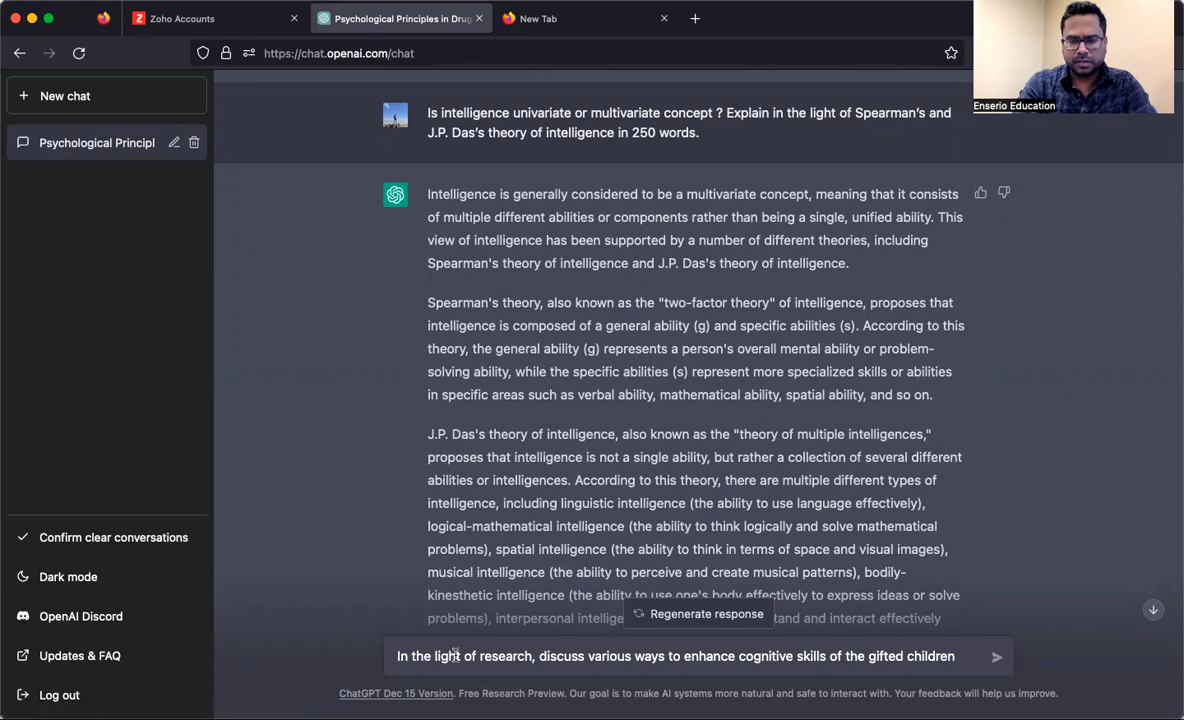 Zoho Accounts
Psychological Principles in Drug
New Tab
https://chat.openai.com/chat
Enserio Education
New chat
Psychological Principl
Is intelligence univariate or multivariate concept ? Explain in the light of Spearman's and
J.P. Das's theory of intelligence in 250 words.
Intelligence is generally considered to be a multivariate concept, meaning that it consists
of multiple different abilities or components rather than being a single, unified ability. This
view of intelligence has been supported by a number of different theories, including
Spearman's theory of intelligence and J.P. Das's theory of intelligence.
Spearman's theory, also known as the "two-factor theory" of intelligence, proposes that
intelligence is composed of a general ability (g) and specific abilities (s). According to this
theory, the general ability (g) represents a person's overall mental ability or problem-
solving ability, while the specific abilities (s) represent more specialized skills or abilities
in specific areas such as verbal ability, mathematical ability, spatial ability, and so on.
J.P. Das's theory of intelligence, also known as the "theory of multiple intelligences,"
proposes that intelligence is not a single ability, but rather a collection of several different
abilities or intelligences. According to this theory, there are multiple different types of
intelligence, including linguistic intelligence (the ability to use language effectively),
logical-mathematical intelligence (the ability to think logically and solve mathematical
problems), spatial intelligence (the ability to think in terms of space and visual images),
musical intelligence (the ability to perceive and create musical patterns), bodily-
kinesthetic intelligence (the ability to use one's body effectively to express ideas or solve
problems), interpersonal intellige tand and interact effectively
Regenerate response
In the light of research, discuss various ways to enhance cognitive skills of the gifted children
ChatGPT Dec 15 Version. Free Research Preview. Our goal is to make AI systems more natural and safe to interact with. Your feedback will help us improve.
Confirm clear conversations
Dark mode
OpenAI Discord
Updates & FAQ
Log out